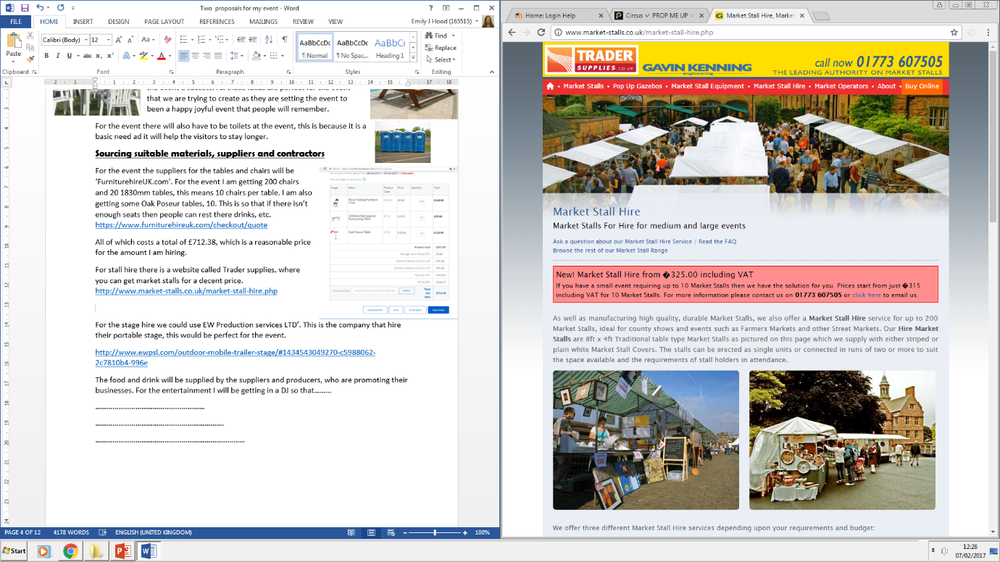 Two proposals for my event - Word
FILE HOME INSERT DESIGN PAGE LAYOUT REFERENCES MAILINGS REVIEW VIEW Emily J Hood (165515)
Calibri (Body) 12
Paste
AaBbCcDc AaBbCcDc AaBbCc
¶ Normal ¶ No Spac... Heading 1
Find
Replace
Select
Clipboard Font Paragraph Styles Editing
that we are trying to create as they are setting the event to
been a happy joyful event that people will remember.
For the event there will also have to be toilets at the event, this is because it is a
basic need ad it will help the visitors to stay longer.
Sourcing suitable materials, suppliers and contractors
For the event the suppliers for the tables and chairs will be
‘FurniturehireUK.com’. For the event I am getting 200 chairs
and 20 1830mm tables, this means 10 chairs per table. I am also
getting some Oak Poseur tables, 10. This is so that if there isn’t
enough seats then people can rest there drinks, etc.
https://www.furniturehireuk.com/checkout/quote
All of which costs a total of £712.38, which is a reasonable price
for the amount I am hiring.
For stall hire there is a website called Trader supplies, where
you can get market stalls for a decent price.
http://www.market-stalls.co.uk/market-stall-hire.php
For the stage hire we could use EW Production services LTD’. This is the company that hire
their portable stage, this would be perfect for the event.
http://www.ewpsl.com/outdoor-mobile-trailer-stage/#1434543049270-c5988062-
2c7810b4-996e
The food and drink will be supplied by the suppliers and producers, who are promoting their
businesses. For the entertainment I will be getting in a DJ so that.........
PAGE 4 OF 12 4178 WORDS ENGLISH (UNITED KINGDOM) 100%
Home: Login Help Circus ✓ PROP ME UP Market Stall Hire, Market
www.market-stalls.co.uk/market-stall-hire.php
TRADER
SUPPLIES.CO.UK
GAVIN KENNING
engineering
call now 01773 607505
THE LEADING AUTHORITY ON MARKET STALLS
Market Stalls • Pop Up Gazebos • Market Stall Equipment • Market Stall Hire • Market Operators • About • Buy Online
Market Stall Hire
Market Stalls For Hire for medium and large events
Ask a question about our Market Stall Hire Service / Read the FAQ
Browse the rest of our Market Stall Range
New! Market Stall Hire from �325.00 including VAT
If you have a small event requiring up to 10 Market Stalls then we have the solution for you. Prices start from just �315
including VAT for 10 Market Stalls. For more information please contact us on 01773 607505 or click here to email us.
As well as manufacturing high quality, durable Market Stalls, we also offer a Market Stall Hire service for up to 200
Market Stalls, ideal for county shows and events such as Farmers Markets and other Street Markets. Our Hire Market
Stalls are 8ft x 4ft Traditional table type Market Stalls as pictured on this page which we supply with either striped or
plain white Market Stall Covers. The stalls can be erected as single units or connected in runs of two or more to suit
the space available and the requirements of stall holders in attendance.
We offer three different Market Stall Hire services depending upon your requirements and budget:
Start
12:26
07/02/2017